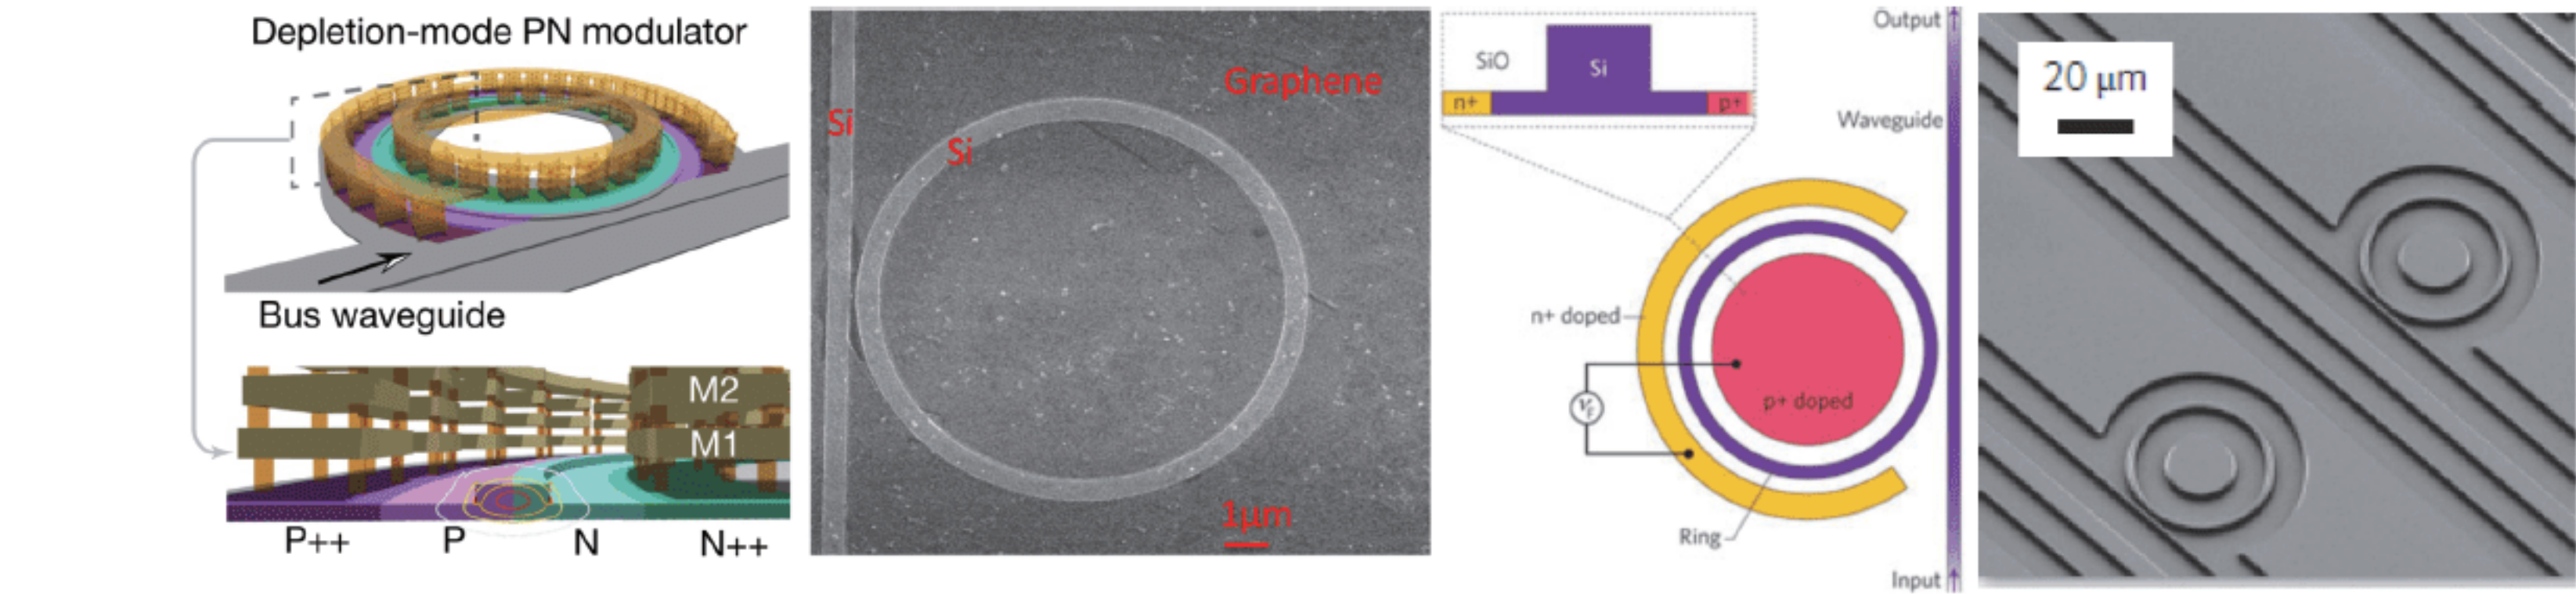 Depletion-mode PN modulator
Bus waveguide
M2
M1
P++ P N N++
Si
Si
Graphene
1μm
SiO
Si
n+
p+
Output
Waveguide
n+ doped
p+ doped
V_F
Ring
Input
20 μm